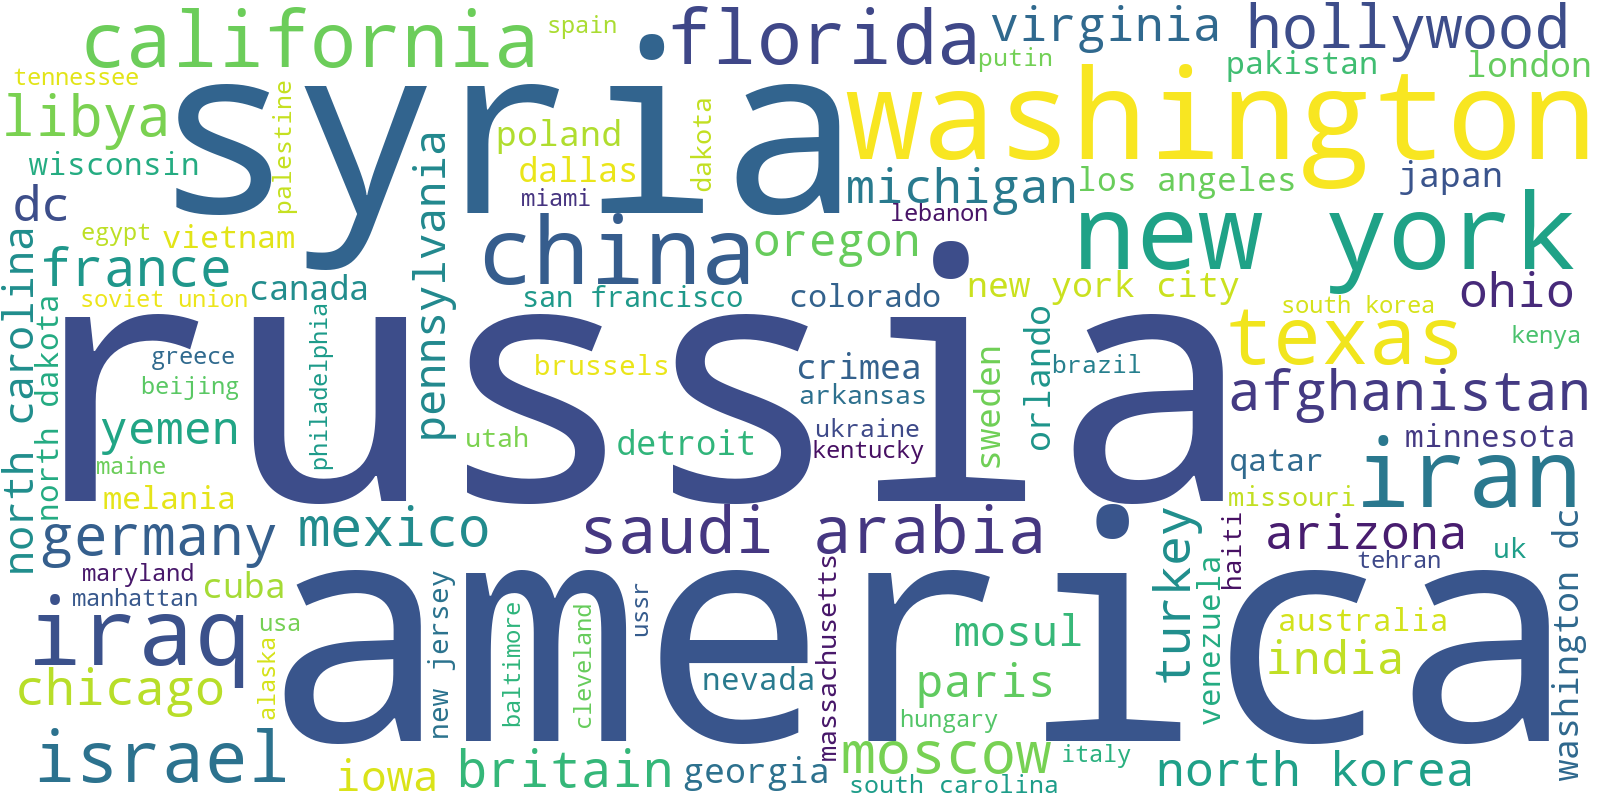 california
spain
florida
virginia
hollywood
tennessee
putin
pakistan
london
libya
palestine
syria
poland
dakota
washington
wisconsin
dallas
pennsylvania
michigan
los angeles
japan
dc
miami
lebanon
new york
egypt
vietnam
china
oregon
north carolina
france
canada
san francisco
colorado
new york city
ohio
soviet union
north dakota
philadelphia
south korea
russia
texas
kenya
greece
brussels
crimea
sweden
orlando
brazil
beijing
arkansas
afghanistan
yemen
utah
detroit
ukraine
kentucky
minnesota
maine
qatar
iran
melania
missouri
germany
mexico
saudi arabia
turkey
haiti
arizona
uk
washington dc
maryland
cuba
tehran
manhattan
iraq
usa
alaska
new jersey
america
baltimore
cleveland
ussr
massachusetts
mosul
venezuela
australia
india
chicago
nevada
paris
hungary
israel
iowa
britain
georgia
moscow
italy
south carolina
north korea